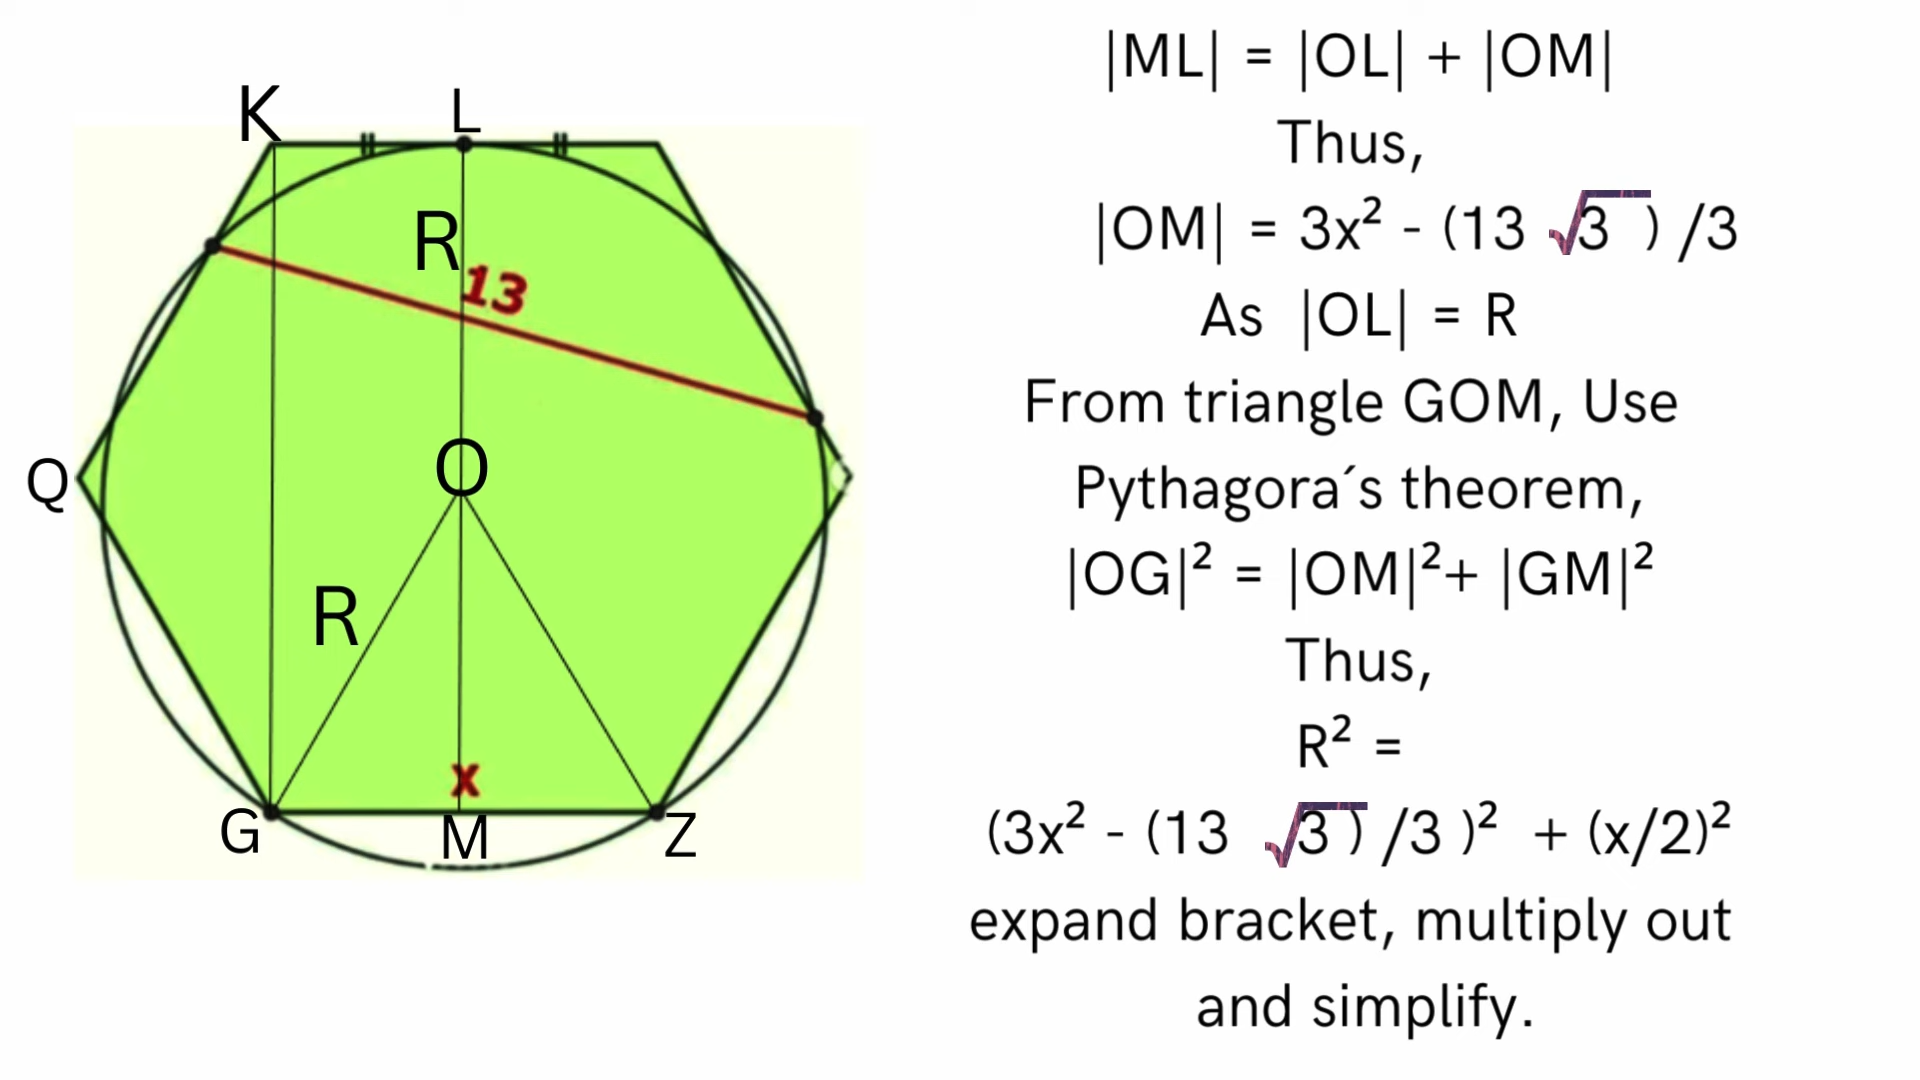 K
L
R
13
Q
O
R
x
G
M
Z
|ML| = |OL| + |OM|
Thus,
|OM| = 3x² - (13 √3 ) /3
As |OL| = R
From triangle GOM, Use
Pythagora´s theorem,
|OG|² = |OM|²+ |GM|²
Thus,
R² =
(3x² - (13 √3 ) /3 )² + (x/2)²
expand bracket, multiply out
and simplify.